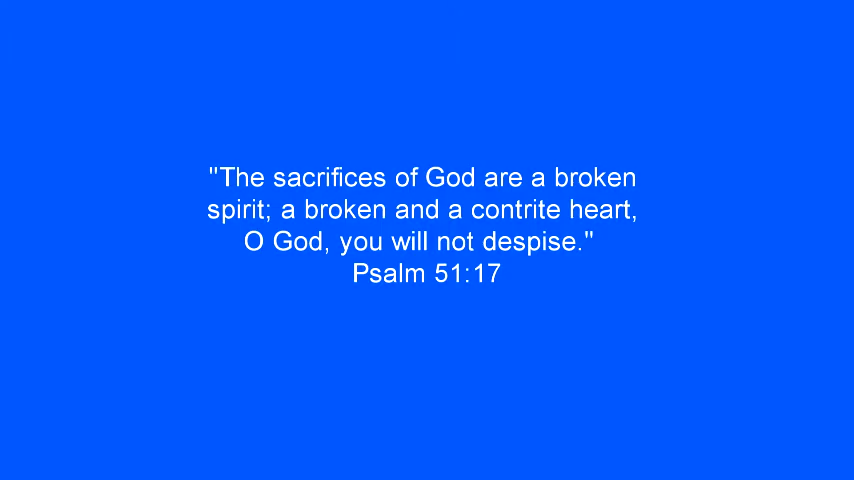 "The sacrifices of God are a broken
spirit; a broken and a contrite heart,
O God, you will not despise."
Psalm 51:17